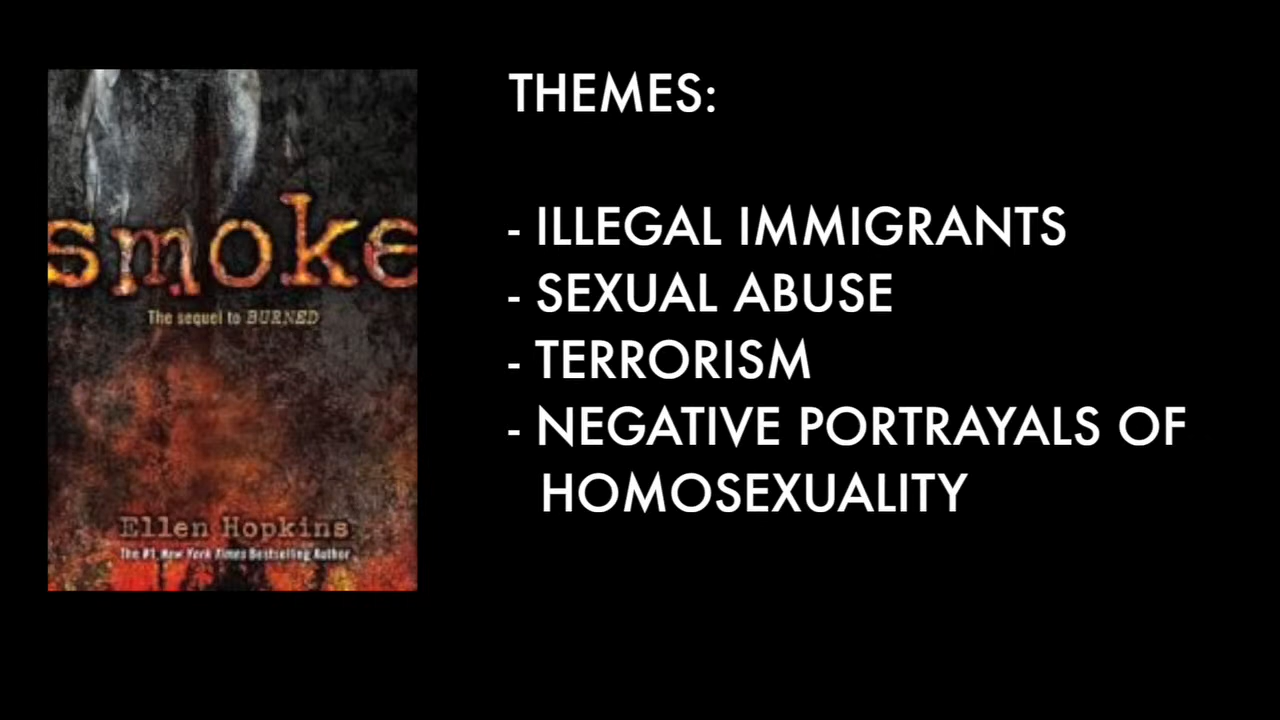 smoke
The sequel to BURNED
Ellen Hopkins
The #1 New York Times Bestselling Author
THEMES:
- ILLEGAL IMMIGRANTS
- SEXUAL ABUSE
- TERRORISM
- NEGATIVE PORTRAYALS OF
HOMOSEXUALITY